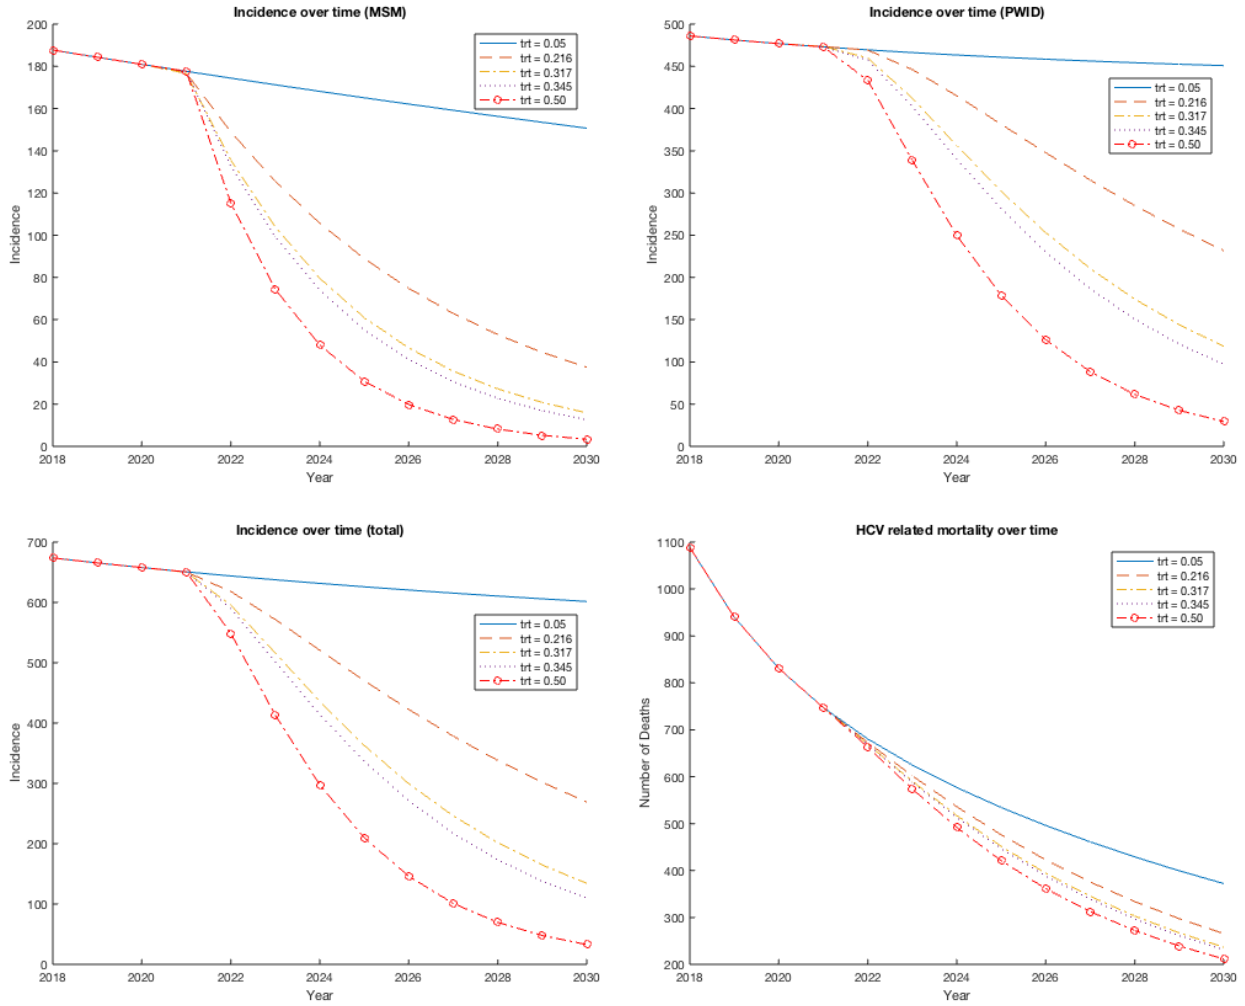 Incidence over time (MSM)
200
180
160
140
120
100
80
60
40
20
0
Incidence
2018
2020
2022
2024
2026
2028
2030
Year
trt = 0.05
trt = 0.216
trt = 0.317
trt = 0.345
trt = 0.50
Incidence over time (PWID)
500
450
400
350
300
250
200
150
100
50
0
Incidence
2018
2020
2022
2024
2026
2028
2030
Year
trt = 0.05
trt = 0.216
trt = 0.317
trt = 0.345
trt = 0.50
Incidence over time (total)
700
600
500
400
300
200
100
0
Incidence
2018
2020
2022
2024
2026
2028
2030
Year
trt = 0.05
trt = 0.216
trt = 0.317
trt = 0.345
trt = 0.50
HCV related mortality over time
1100
1000
900
800
700
600
500
400
300
200
Number of Deaths
2018
2020
2022
2024
2026
2028
2030
Year
trt = 0.05
trt = 0.216
trt = 0.317
trt = 0.345
trt = 0.50